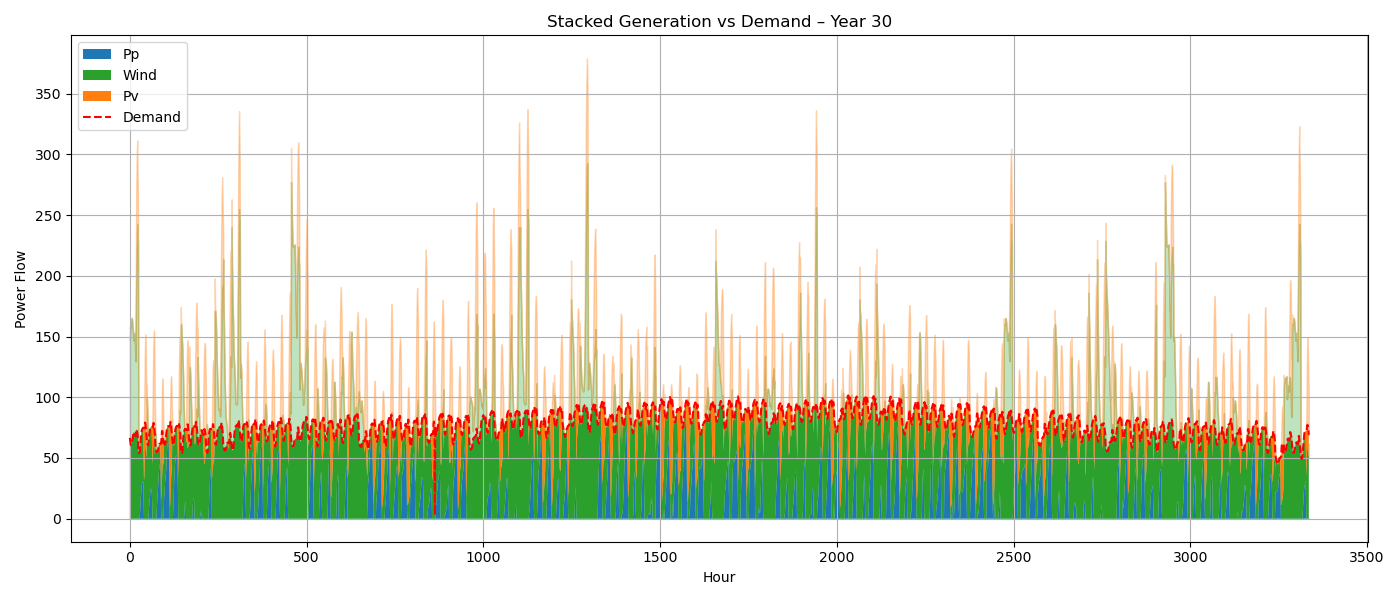 Stacked Generation vs Demand – Year 30
Pp
Wind
Pv
Demand
Power Flow
350
300
250
200
150
100
50
0
0 500 1000 1500 2000 2500 3000 3500
Hour